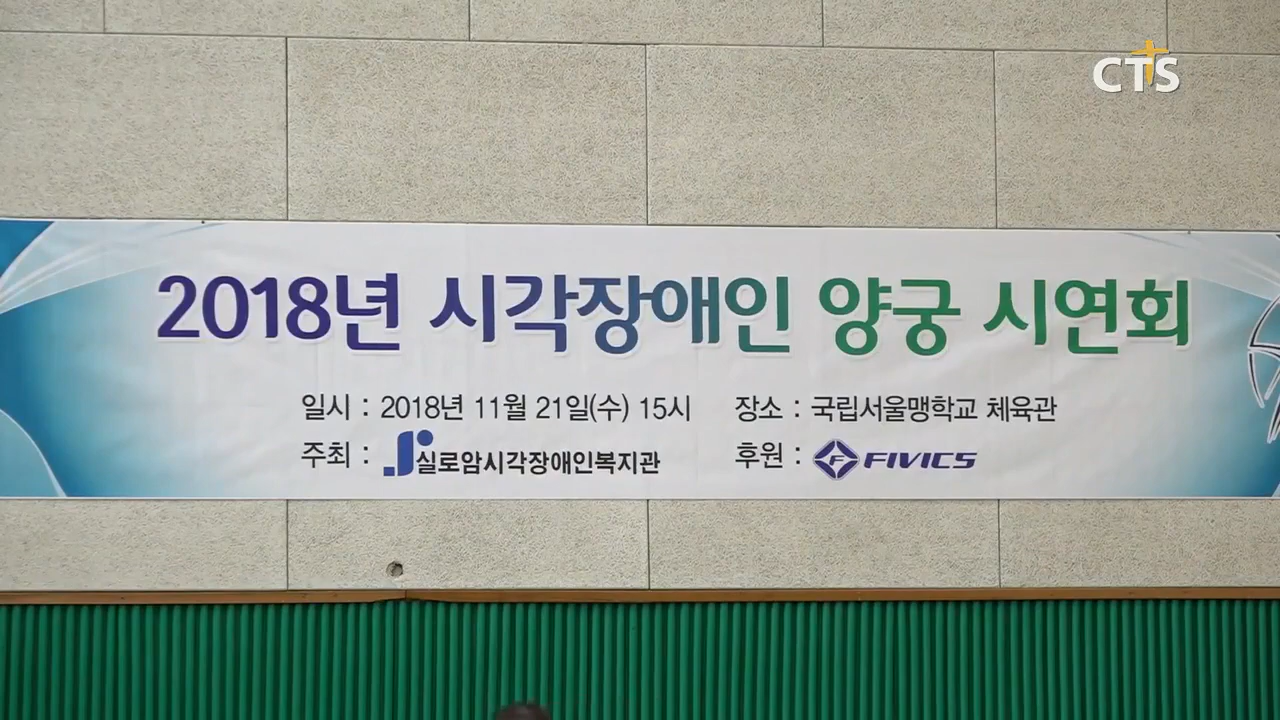 CTS
2018년 시각장애인 양궁 시연회
일시 : 2018년 11월 21일(수) 15시 장소 : 국립서울맹학교 체육관
주최 : 실로암시각장애인복지관 후원 : FIVICS